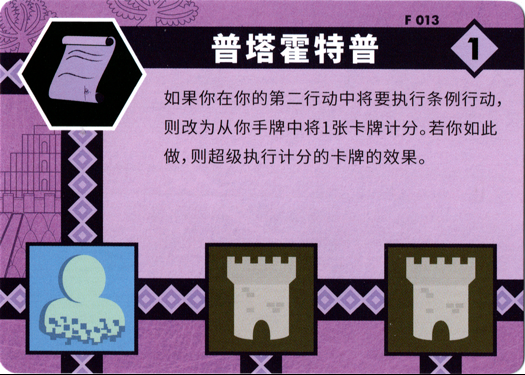 F 013
普塔霍特普
1
如果你在你的第二行动中将要执行条例行动，
则改为从你手牌中将1张卡牌计分。若你如此
做，则超级执行计分的卡牌的效果。